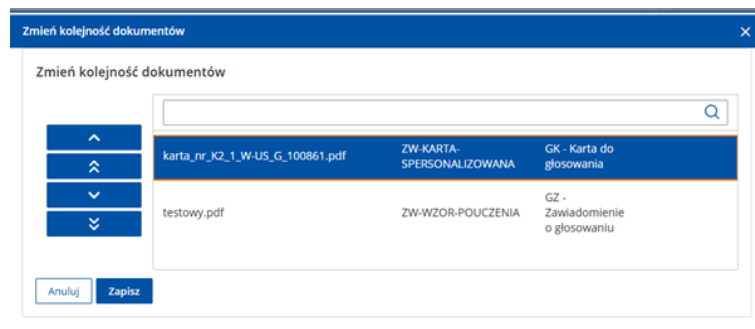 Zmień kolejność dokumentów
Zmień kolejność dokumentów
karta_nr_K2_1_W-US_G_100861.pdf
ZW-KARTA-
SPERSONALIZOWANA
GK - Karta do
głosowania
testowy.pdf
ZW-WZOR-POUCZENIA
GZ -
Zawiadomienie
o głosowaniu
Anuluj
Zapisz